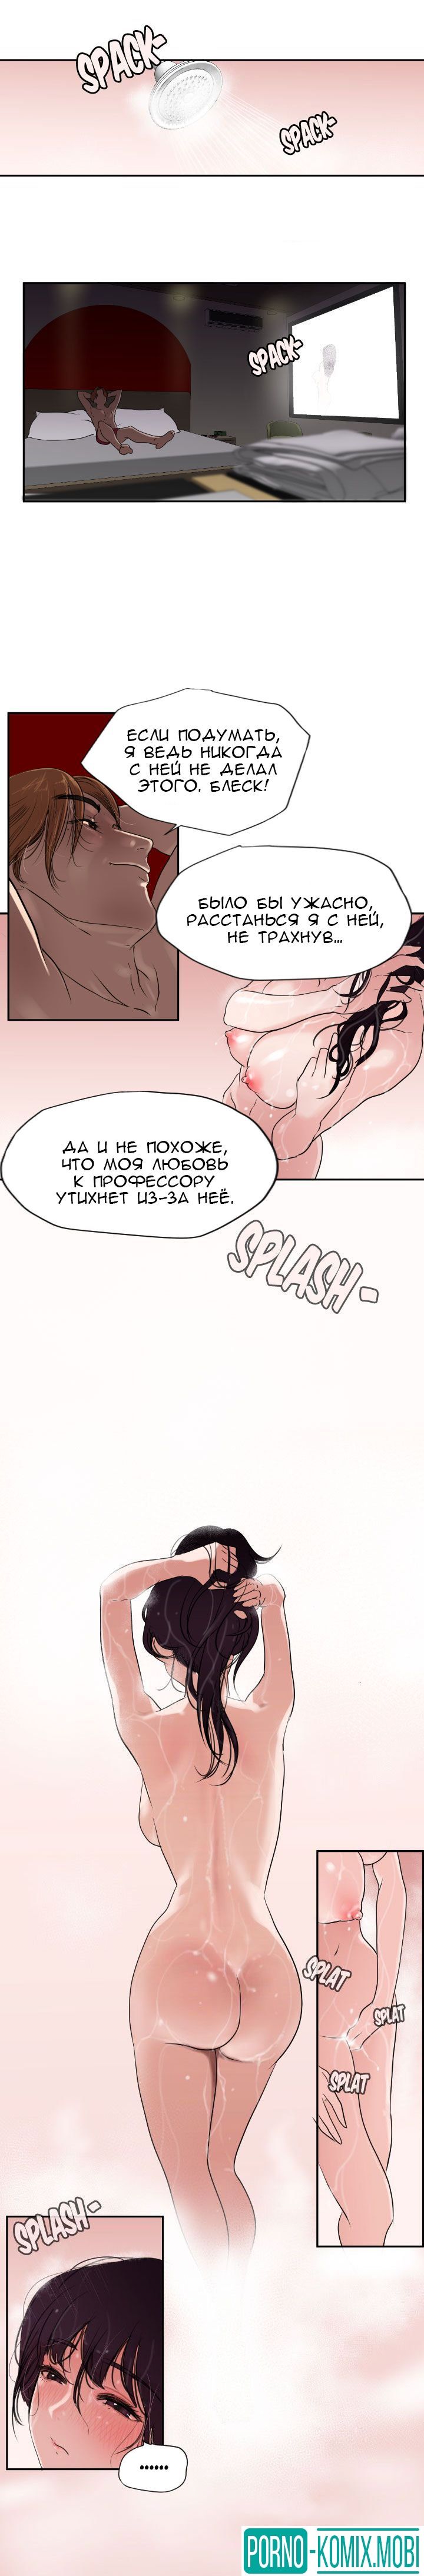 SPACK-
SPACK-
SPACK-
ЕСЛИ ПОДУМАТЬ,
Я ВЕДЬ НИКОГДА
С НЕЙ НЕ ДЕЛАЛ
ЭТОГО. БЛЕСК!
БЫЛО БЫ УЖАСНО,
РАССТАНЬСЯ Я С НЕЙ,
НЕ ТРАХНУВ...
ДА И НЕ ПОХОЖЕ,
ЧТО МОЯ ЛЮБОВЬ
К ПРОФЕССОРУ
УТИХНЕТ ИЗ-ЗА НЕЁ.
SPLASH-
SPLAT
SPLAT
SPLAT
SPLASH-
......
PORNO-KOMIX.MOBI